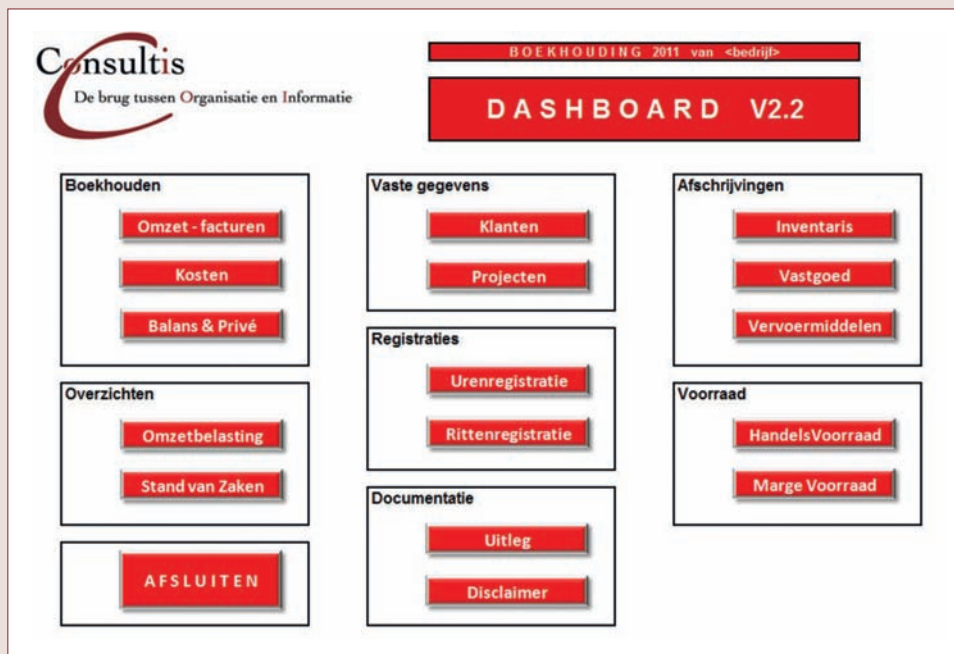 Consultis
De brug tussen Organisatie en Informatie
BOEKHOUDING 2011 van <bedrijf>
DASHBOARD V2.2
Boekhouden
Omzet - facturen
Kosten
Balans & Privé
Overzichten
Omzetbelasting
Stand van Zaken
AFSLUITEN
Vaste gegevens
Klanten
Projecten
Registraties
Urenregistratie
Rittenregistratie
Documentatie
Uitleg
Disclaimer
Afschrijvingen
Inventaris
Vastgoed
Vervoermiddelen
Voorraad
HandelsVoorraad
Marge Voorraad